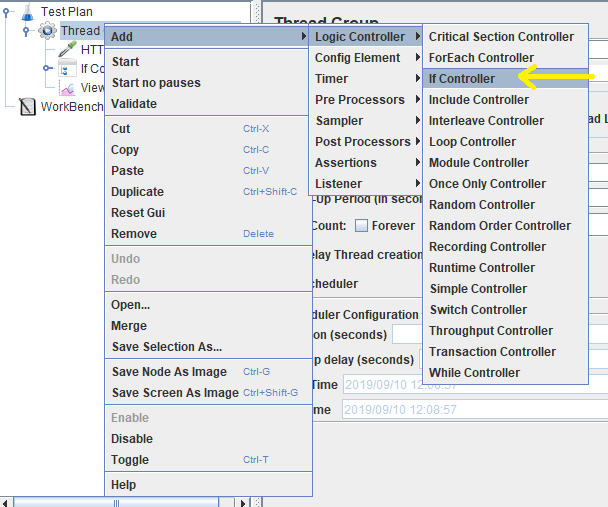 Test Plan
Thread
HTT
If Co
View
WorkBench
Thread Group
Add
Start
Start no pauses
Validate
Cut Ctrl-X
Copy Ctrl-C
Paste Ctrl-V
Duplicate Ctrl+Shift-C
Reset Gui
Remove Delete
Undo
Redo
Open...
Merge
Save Selection As...
Save Node As Image Ctrl-G
Save Screen As Image Ctrl+Shift-G
Enable
Disable
Toggle Ctrl-T
Help
Logic Controller
Config Element
Timer
Pre Processors
Sampler
Post Processors
Assertions
Listener
Critical Section Controller
ForEach Controller
If Controller
Include Controller
Interleave Controller
Loop Controller
Module Controller
Once Only Controller
Random Controller
Random Order Controller
Recording Controller
Runtime Controller
Simple Controller
Switch Controller
Throughput Controller
Transaction Controller
While Controller
ad L
-Up Period (in secon
Count: Forever
elay Thread creation
heduler
duler Configuration
on (seconds)
p delay (seconds)
Time 2019/09/10 12:08:57
ime 2019/09/10 12:08:57